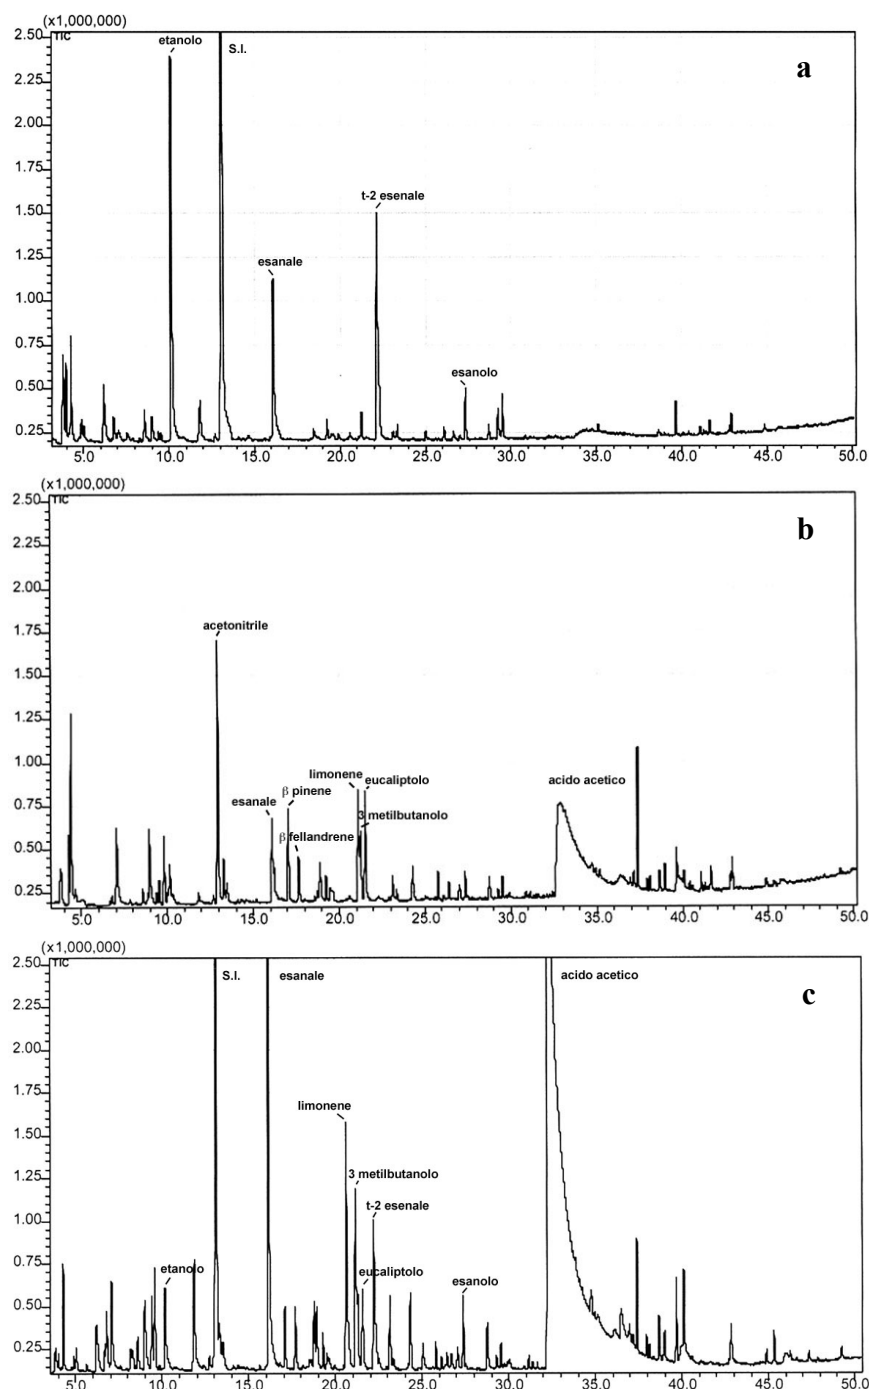 (x1,000,000)
2.50
TIC
etanolo
S.I.
a
2.25
2.00
1.75
t-2 esenale
1.50
esanale
1.25
1.00
0.75
esanolo
0.50
0.25
5.0 10.0 15.0 20.0 25.0 30.0 35.0 40.0 45.0 50.0
(x1,000,000)
2.50
TIC
b
2.25
2.00
acetonitrile
1.75
1.50
1.25
1.00
limonene
eucaliptolo
acido acetico
β pinene
esanale
3 metilbutanolo
0.75
β fellandrene
0.50
0.25
5.0 10.0 15.0 20.0 25.0 30.0 35.0 40.0 45.0 50.0
(x1,000,000)
2.50
TIC
S.I.
esanale
acido acetico
c
2.25
2.00
1.75
limonene
1.50
1.25
3 metilbutanolo
t-2 esenale
1.00
0.75
etanolo
eucaliptolo
esanolo
0.50
0.25
5.0 10.0 15.0 20.0 25.0 30.0 35.0 40.0 45.0 50.0